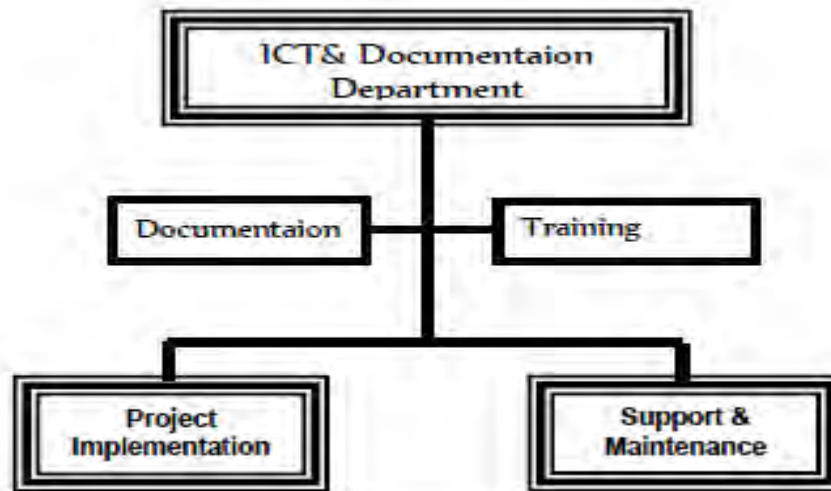 ICT& Documentaion
Department
Documentaion
Training
Project
Implementation
Support &
Maintenance